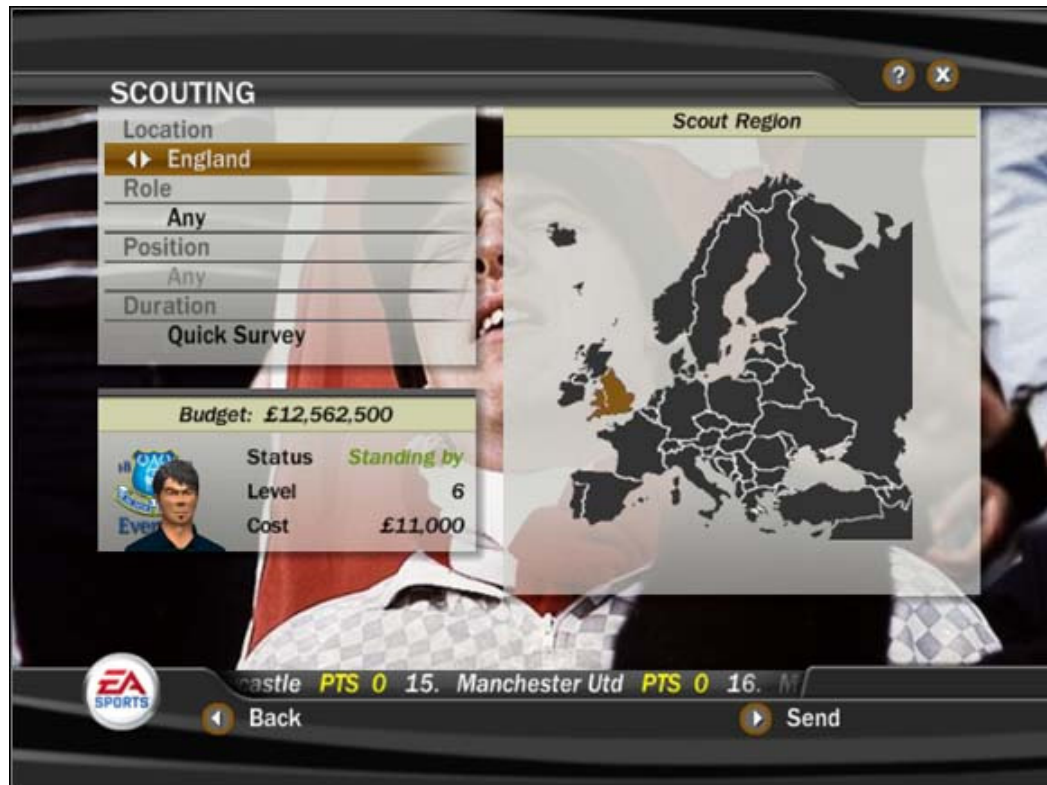 ? X
SCOUTING
Location
England
Role
Any
Position
Any
Duration
Quick Survey
Scout Region
Budget: £12,562,500
Status Standing by
Level 6
Cost £11,000
EA
SPORTS
castle PTS 0 15. Manchester Utd PTS 0 16.
Back
Send